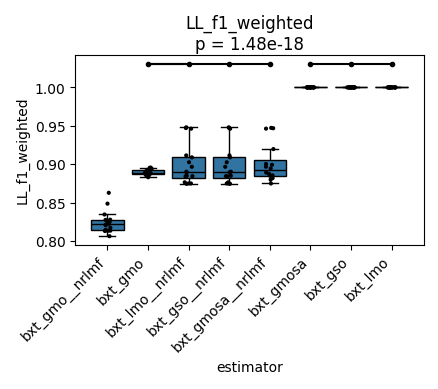 LL_f1_weighted
p = 1.48e-18
LL_f1_weighted
1.00
0.95
0.90
0.85
0.80
bxt_gmo__nrlmf
bxt_gmo
bxt_lmo__nrlmf
bxt_gso__nrlmf
bxt_gmosa__nrlmf
bxt_gmosa
bxt_gso
bxt_lmo
estimator